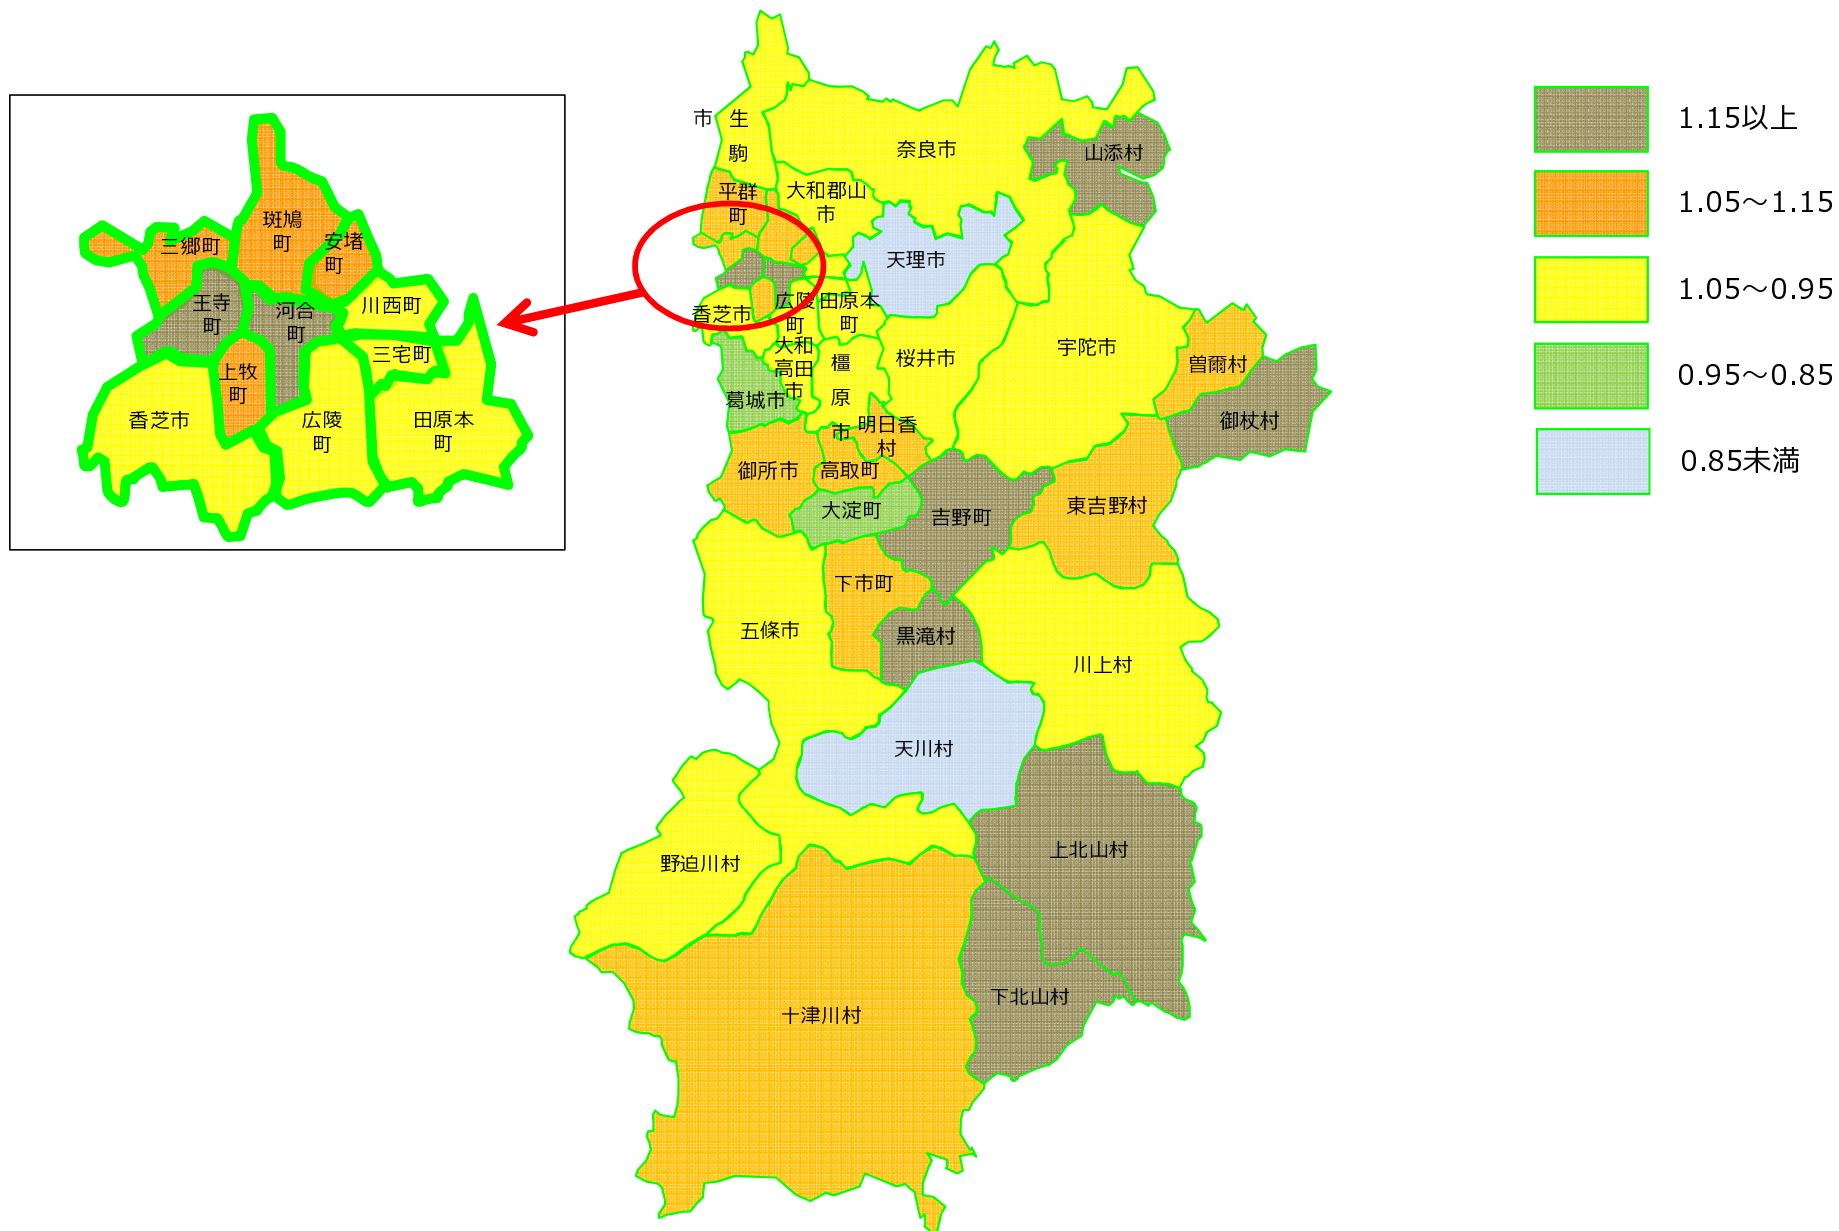 斑鳩
町
三郷町
安堵
町
王寺
町
河合
町
川西町
三宅町
上牧
町
香芝市
広陵
町
田原本
町
市
生
駒
奈良市
山添村
平群
町
大和郡山
市
天理市
香芝市
広陵
町
田原本
町
大和
高田
市
橿
原
市
桜井市
宇陀市
曽爾村
御杖村
葛城市
明日香
村
御所市
高取町
大淀町
吉野町
東吉野村
下市町
五條市
黒滝村
川上村
天川村
野迫川村
上北山村
下北山村
十津川村
1.15以上
1.05～1.15
1.05～0.95
0.95～0.85
0.85未満